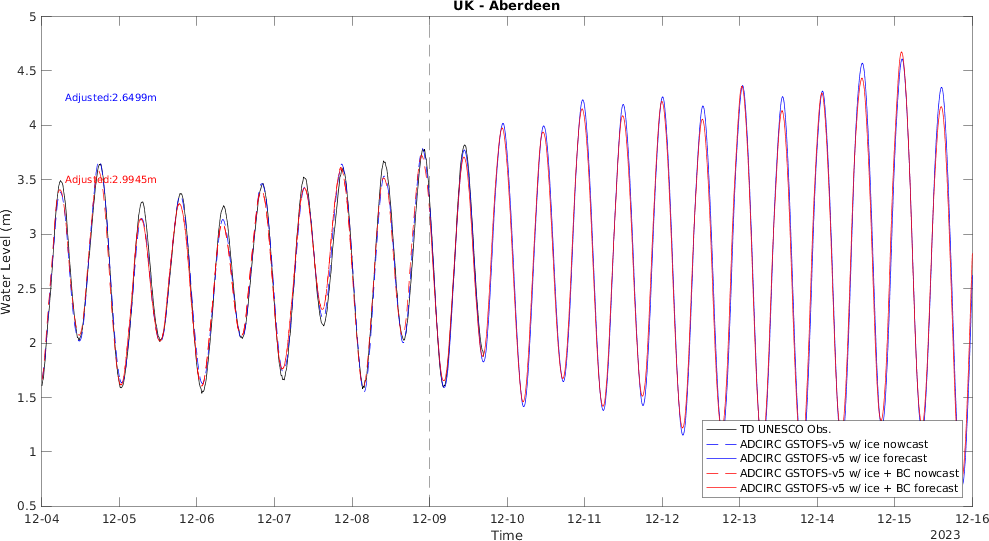 UK - Aberdeen
5
4.5
4
3.5
3
2.5
2
1.5
1
0.5
Water Level (m)
Adjusted:2.6499m
Adjusted:2.9945m
TD UNESCO Obs.
ADCIRC GSTOFS-v5 w/ ice nowcast
ADCIRC GSTOFS-v5 w/ ice forecast
ADCIRC GSTOFS-v5 w/ ice + BC nowcast
ADCIRC GSTOFS-v5 w/ ice + BC forecast
12-04 12-05 12-06 12-07 12-08 12-09 12-10 12-11 12-12 12-13 12-14 12-15 12-16
Time
2023